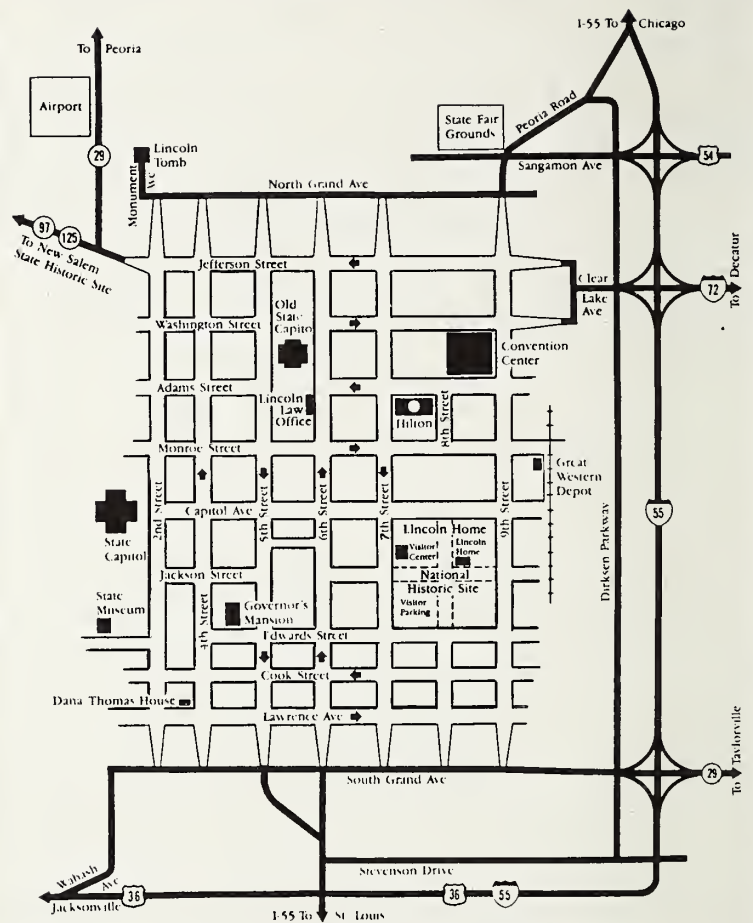 I-55 To Chicago
To Peoria
Airport
State Fair
Grounds
Peoria Road
29
Lincoln
Tomb
54
Sangamon Ave
North Grand Ave
Monument
97
125
To New Salem
State Historic Site
Jefferson Street
Clear
Lake
Ave
72
To Decatur
Old
State
Capitol
Washington Street
Convention
Center
Adams Street
Lincoln
Law
Office
Hilton
8th Street
Monroe Street
Great
Western
Depot
2nd Street
5th Street
6th Street
7th Street
9th Street
Capitol Ave
55
Dirksen Parkway
State
Capitol
Lincoln Home
Visitor
Center
Lincoln
Home
National
Historic Site
Visitor
Parking
Jackson Street
State
Museum
4th Street
Governor's
Mansion
Edwards Street
Cook Street
Dana Thomas House
Lawrence Ave
South Grand Ave
29
To Taylorville
Wabash Ave
Stevenson Drive
Jacksonville
36
36
55
I-55 To St. Louis